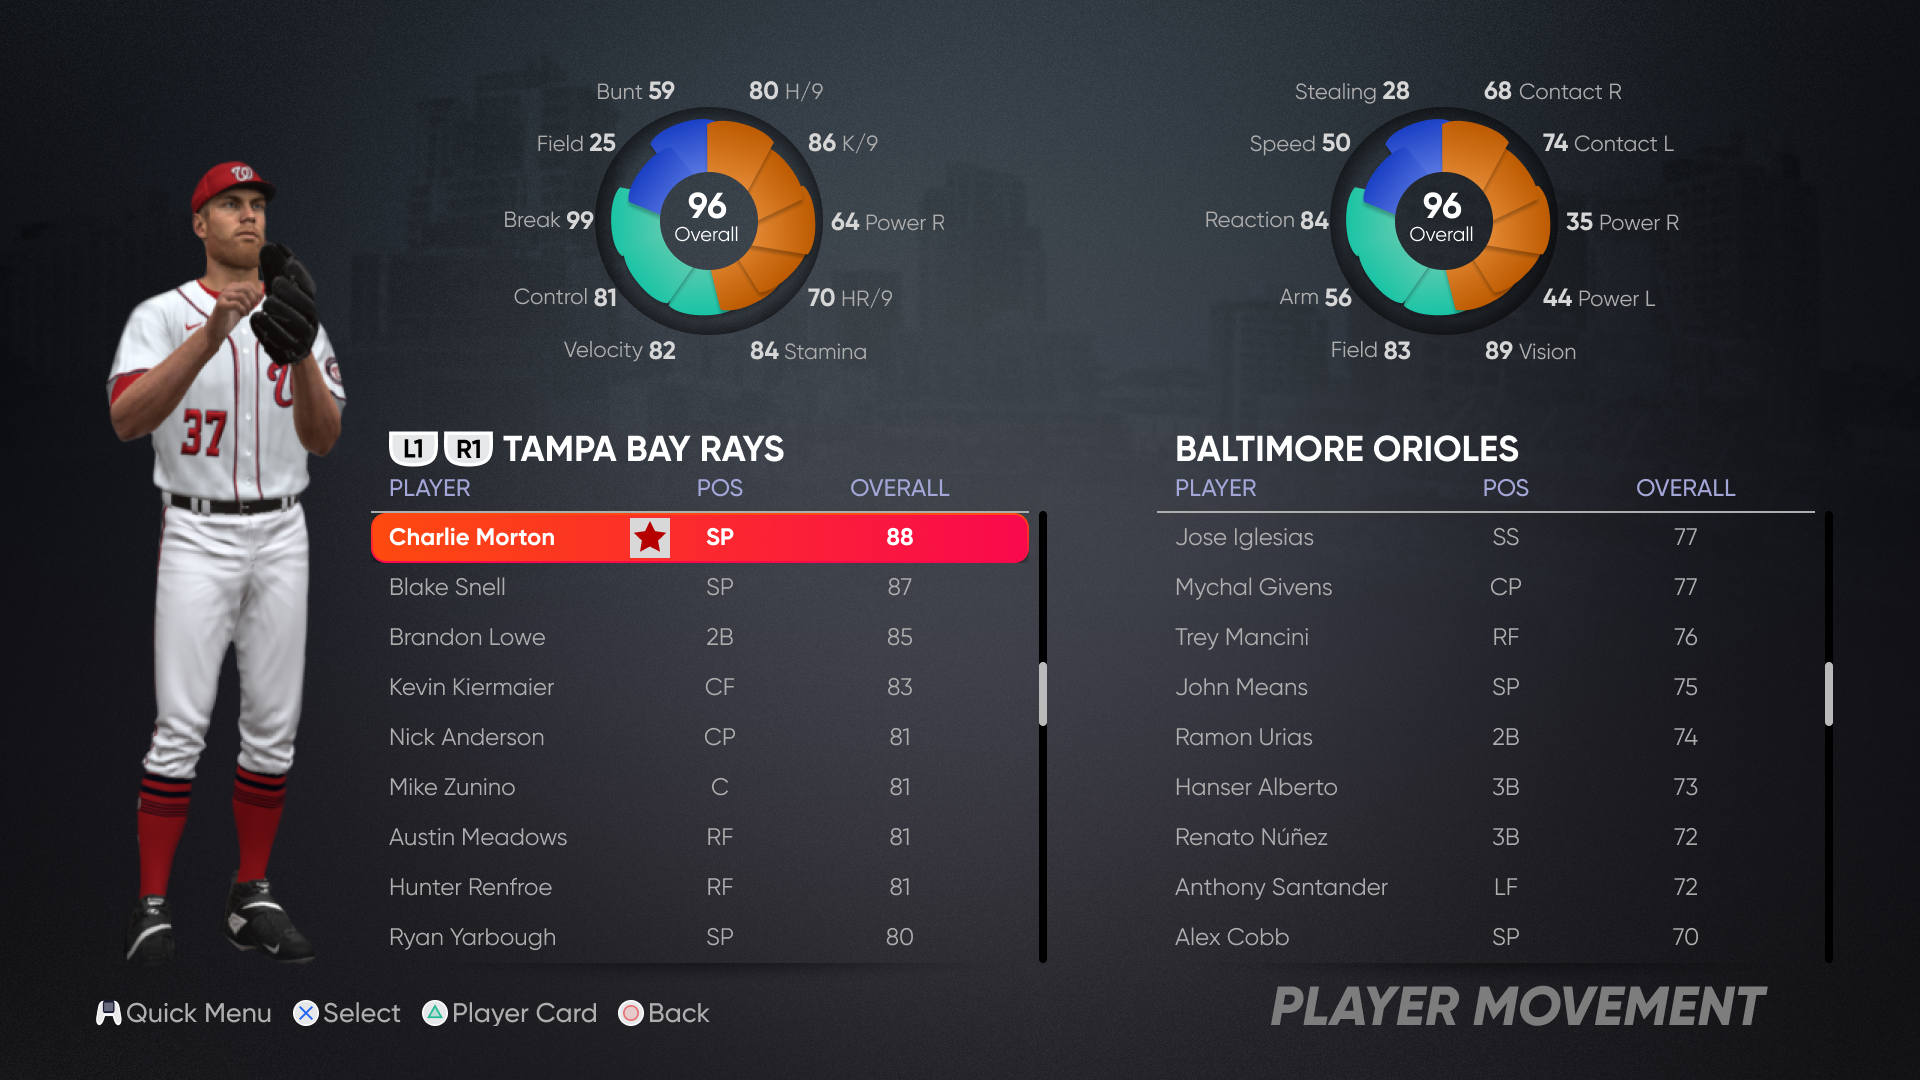 Bunt 59
80 H/9
Field 25
86 K/9
Break 99
64 Power R
Control 81
70 HR/9
Velocity 82
84 Stamina
96
Overall
Stealing 28
68 Contact R
Speed 50
74 Contact L
Reaction 84
35 Power R
Arm 56
44 Power L
Field 83
89 Vision
96
Overall
W
W
37
L1 R1 TAMPA BAY RAYS
PLAYER POS OVERALL
Charlie Morton SP 88
Blake Snell SP 87
Brandon Lowe 2B 85
Kevin Kiermaier CF 83
Nick Anderson CP 81
Mike Zunino C 81
Austin Meadows RF 81
Hunter Renfroe RF 81
Ryan Yarbough SP 80
BALTIMORE ORIOLES
PLAYER POS OVERALL
Jose Iglesias SS 77
Mychal Givens CP 77
Trey Mancini RF 76
John Means SP 75
Ramon Urias 2B 74
Hanser Alberto 3B 73
Renato Núñez 3B 72
Anthony Santander LF 72
Alex Cobb SP 70
Quick Menu Select Player Card Back
PLAYER MOVEMENT